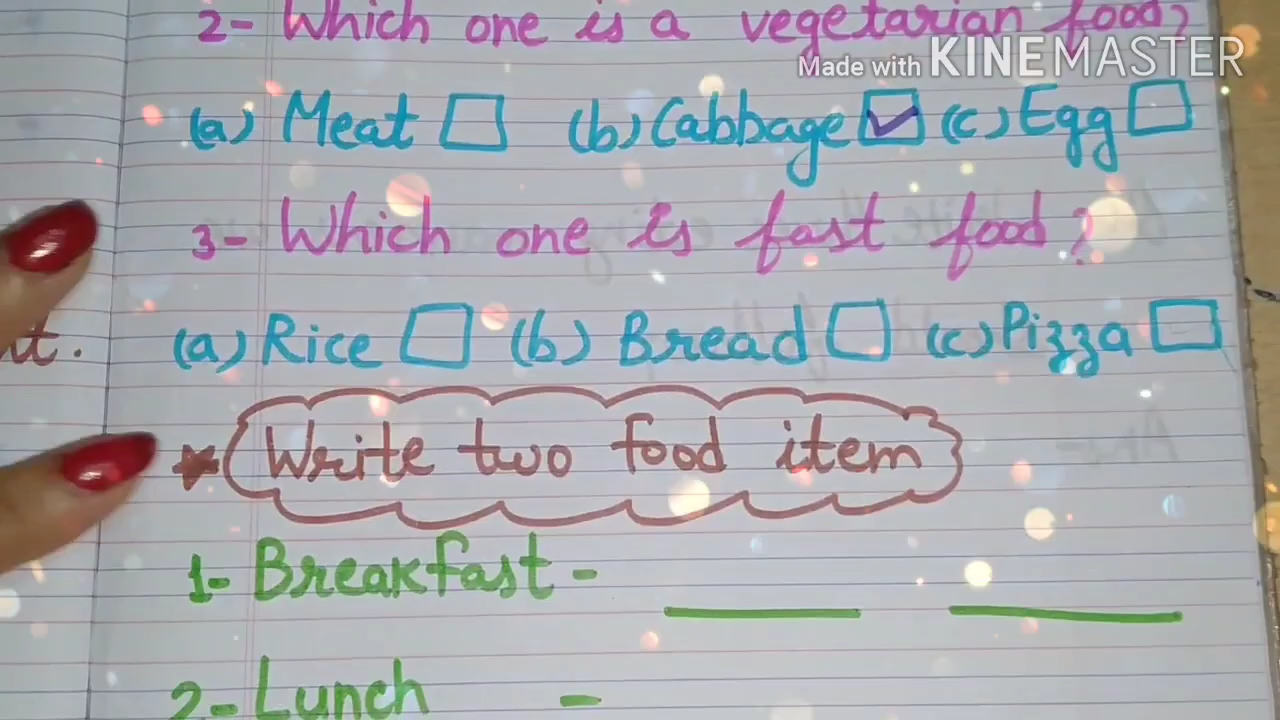 2- Which one is a vegetarian food?
Made with KINEMASTER
(a) Meat (b) Cabbage (c) Egg
3- Which one is fast food?
(a) Rice (b) Bread (c) Pizza
Write two food item
1- Breakfast -
2- Lunch -